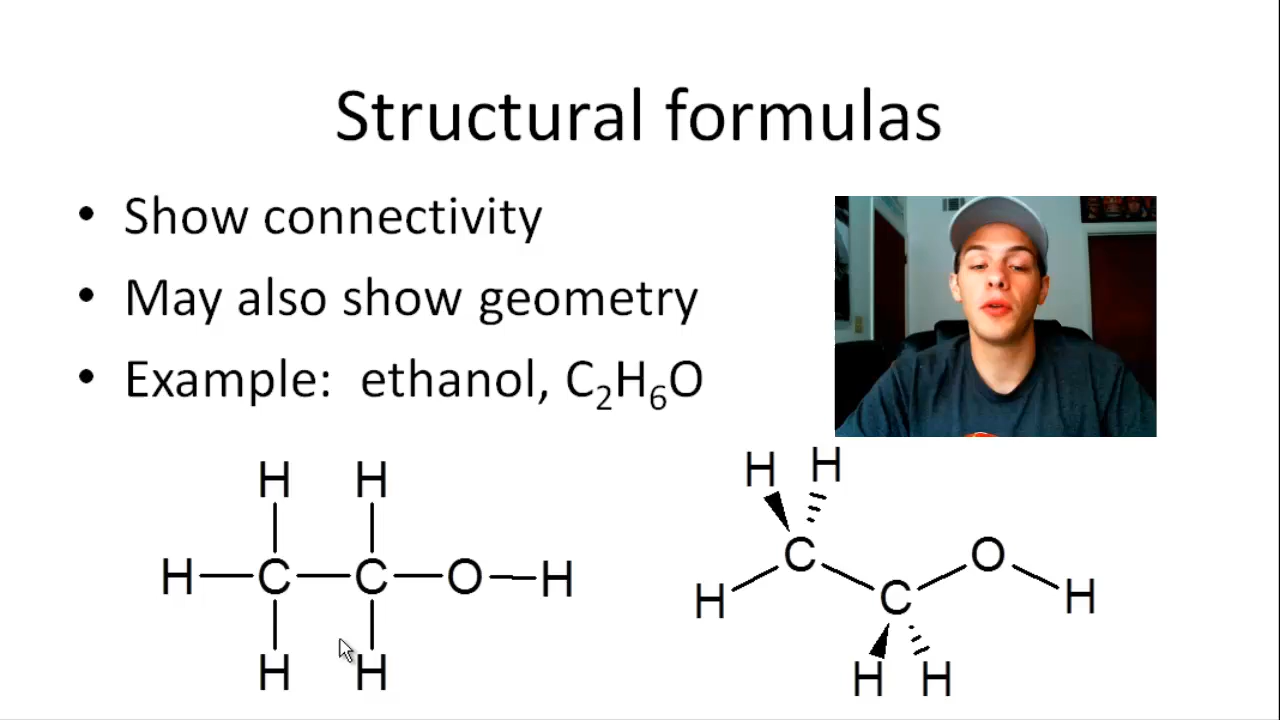 Structural formulas
• Show connectivity
• May also show geometry
• Example: ethanol, C₂H₆O
H H
H C C O H
H H
H H
C O
H C H
H H